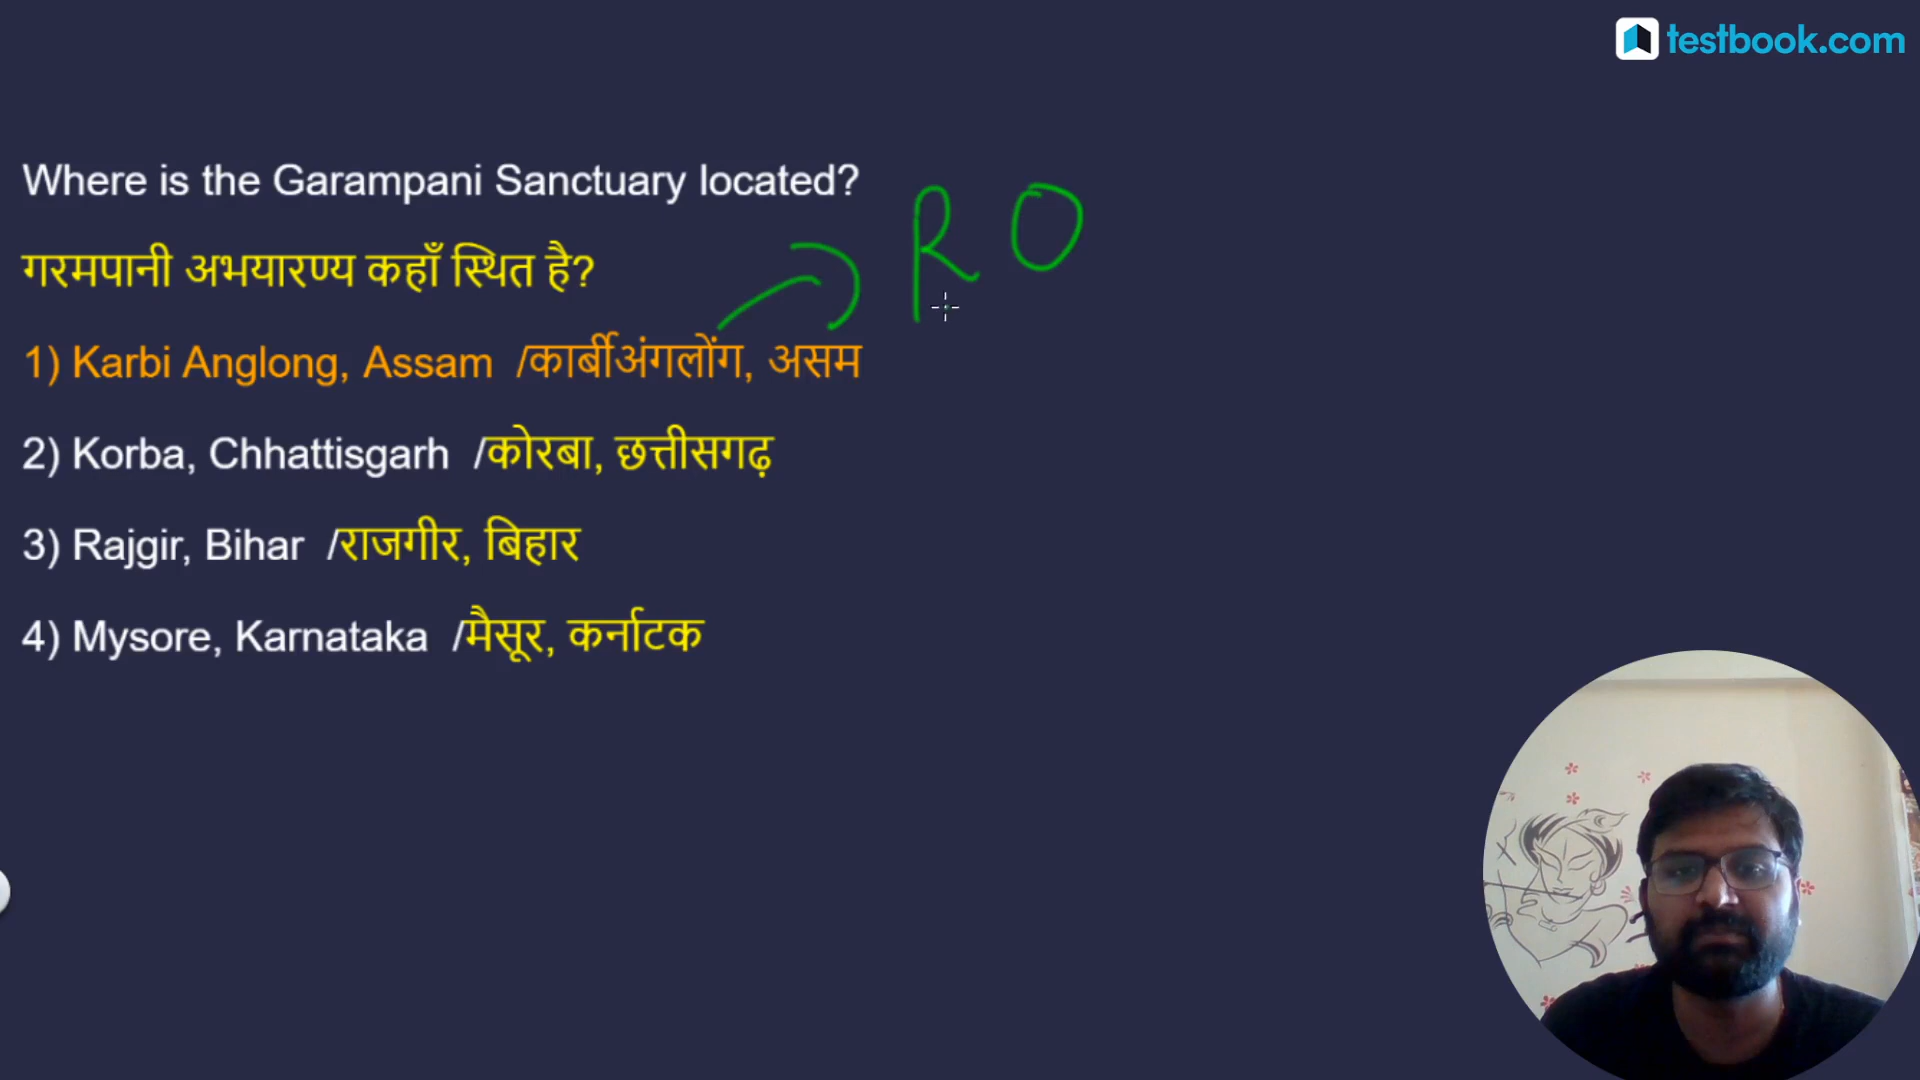 testbook.com
Where is the Garampani Sanctuary located?
गरमपानी अभयारण्य कहाँ स्थित है?
R O
1) Karbi Anglong, Assam /कार्बीअंगलोंग, असम
2) Korba, Chhattisgarh /कोरबा, छत्तीसगढ़
3) Rajgir, Bihar /राजगीर, बिहार
4) Mysore, Karnataka /मैसूर, कर्नाटक